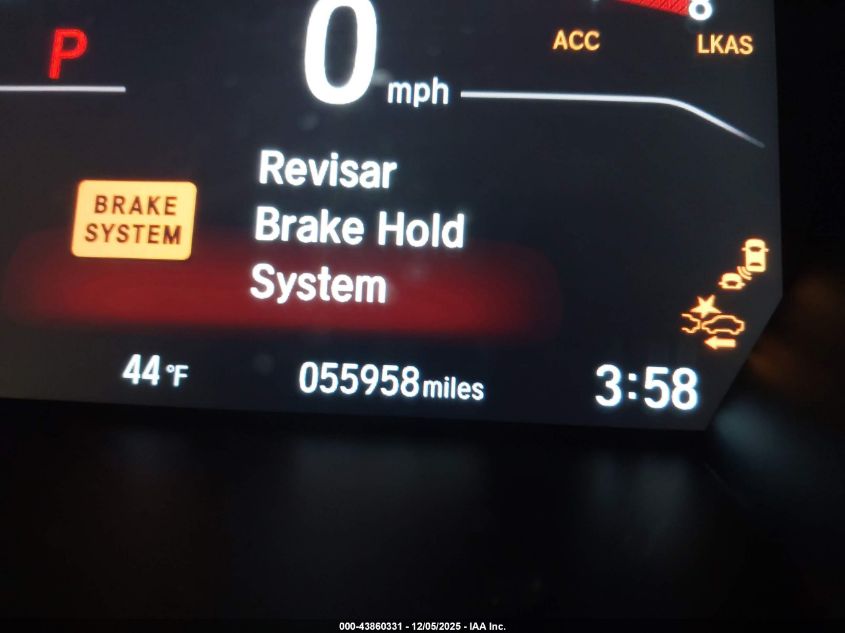 P
0 mph
8
ACC
LKAS
Revisar
BRAKE
SYSTEM
Brake Hold
System
44 °F
055958 miles
3:58
000-43860331 - 12/05/2025 - IAA Inc.